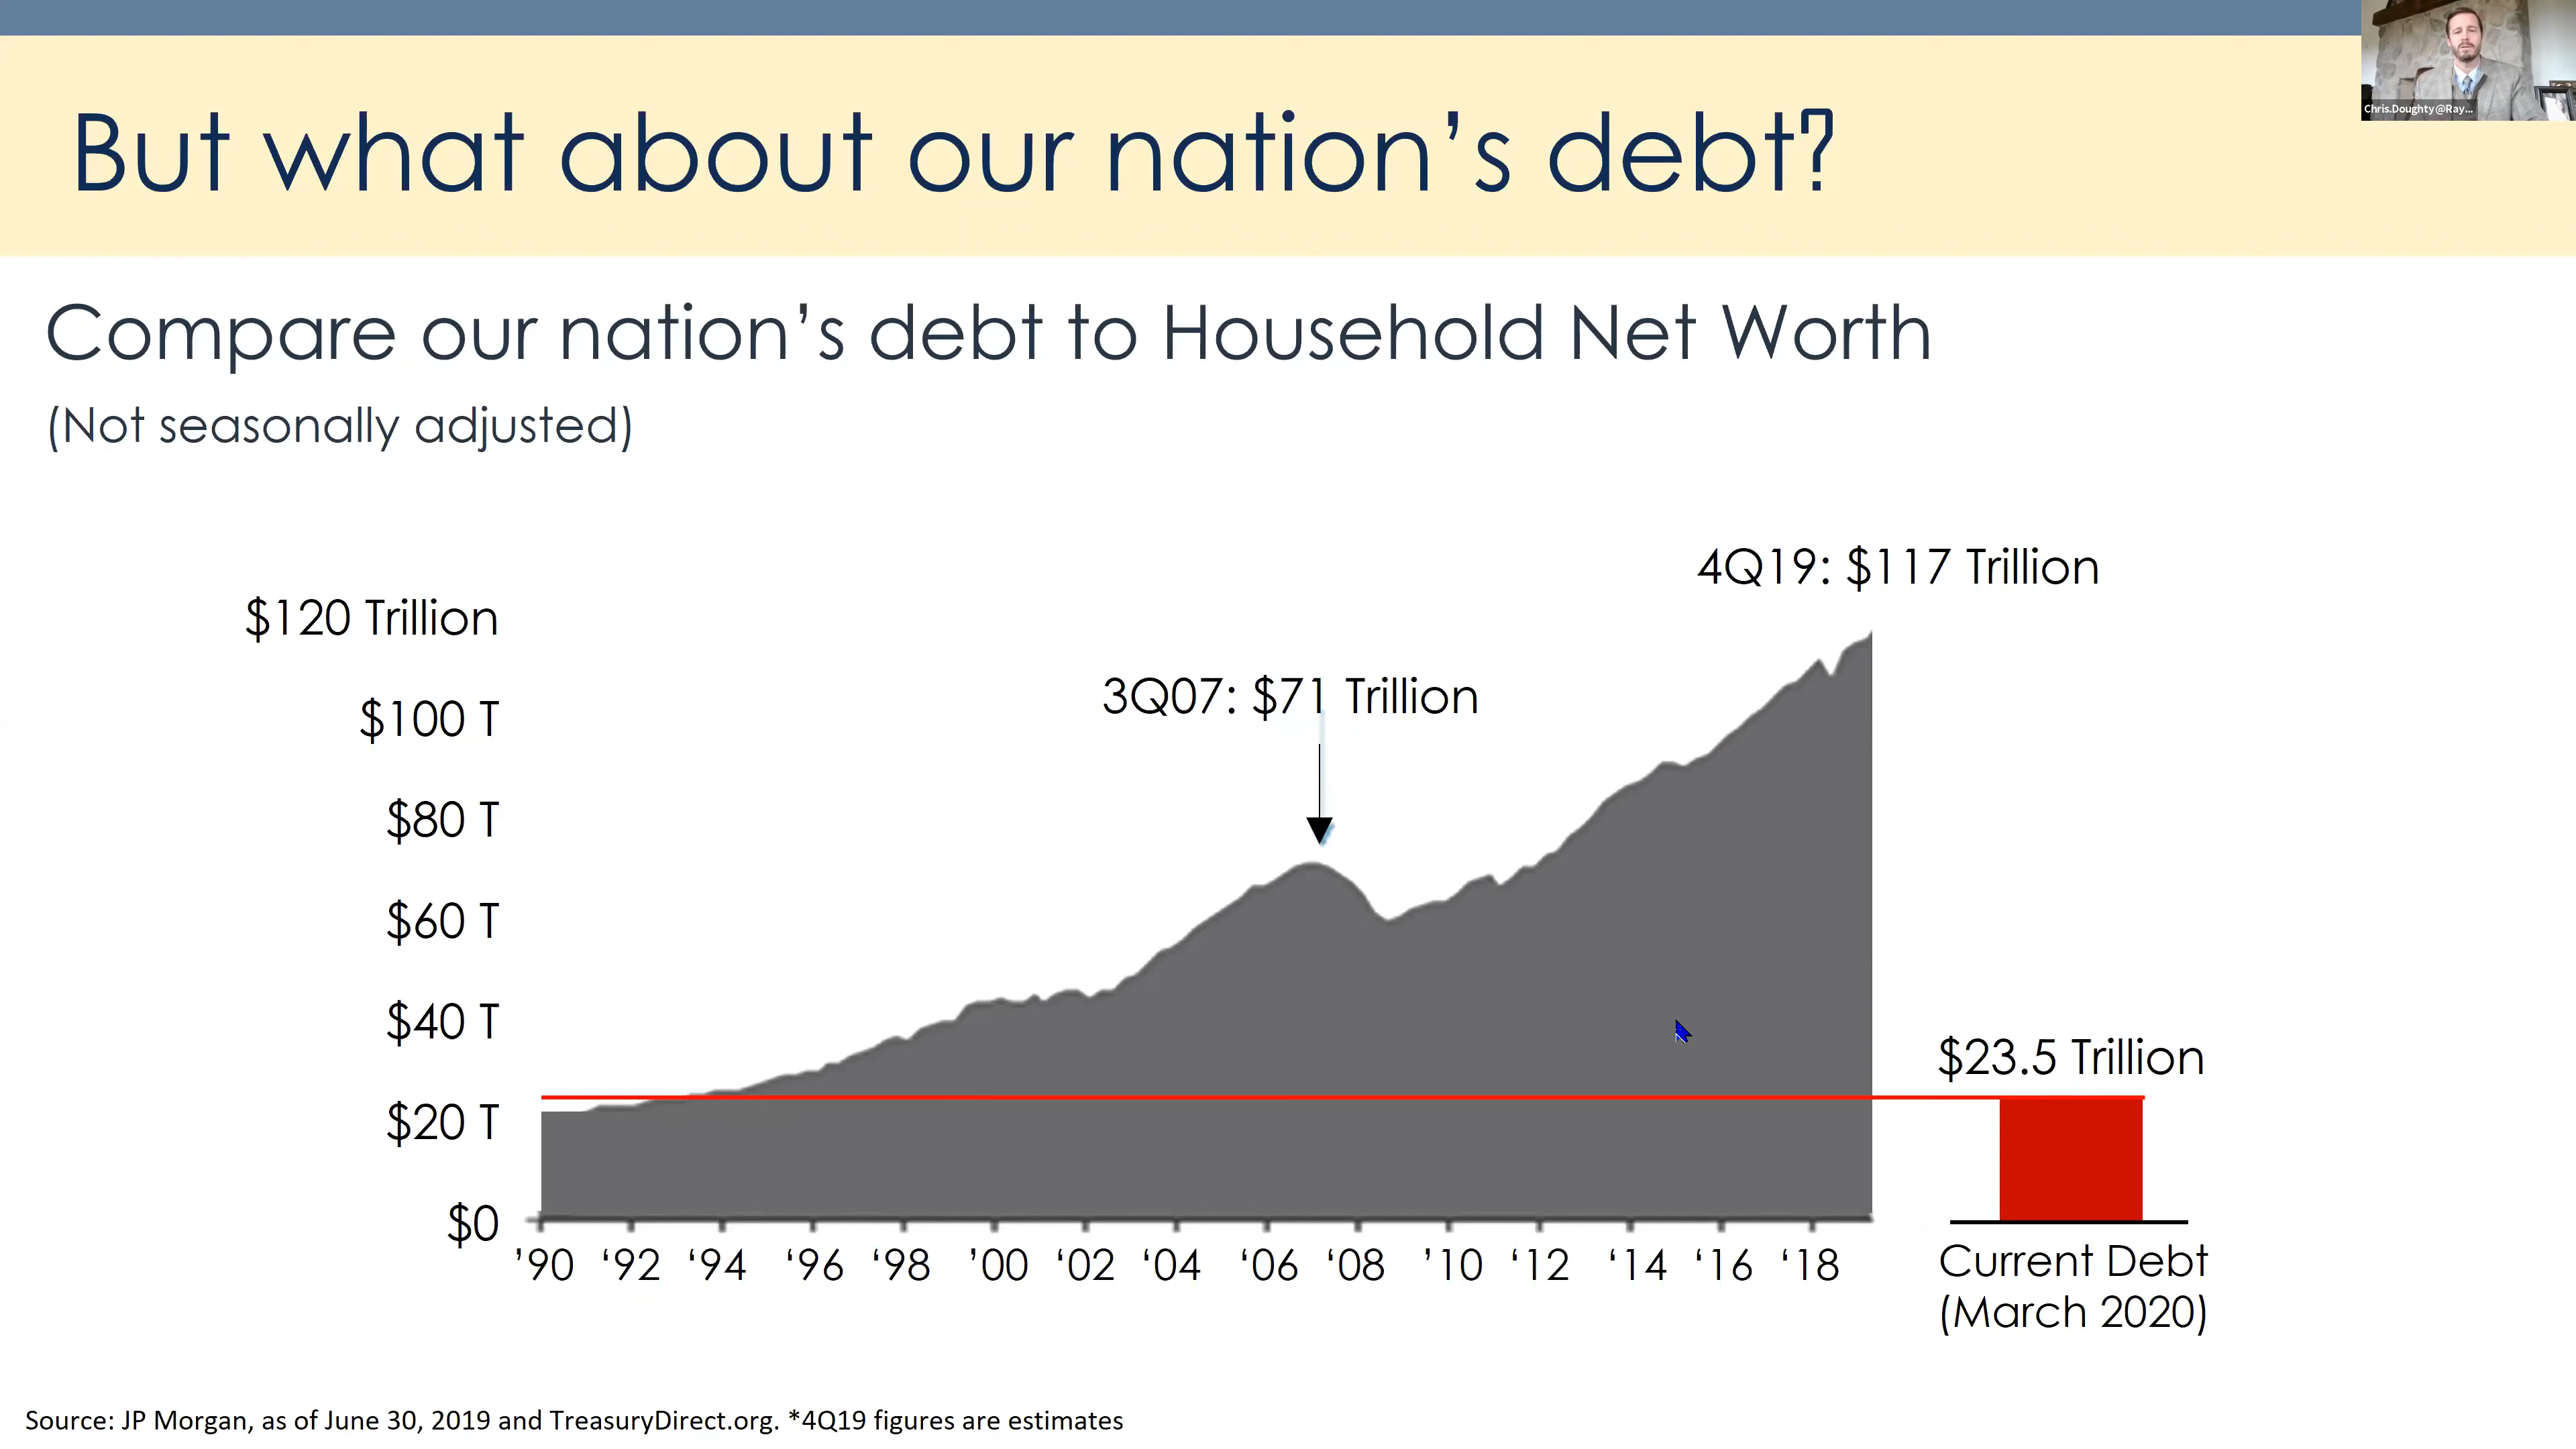 But what about our nation’s debt?
Chris.Doughty@Ray...
Compare our nation’s debt to Household Net Worth
(Not seasonally adjusted)
4Q19: $117 Trillion
$120 Trillion
3Q07: $71 Trillion
$100 T
$80 T
$60 T
$40 T
$23.5 Trillion
$20 T
$0
’90 ‘92 ‘94 ‘96 ‘98 ’00 ‘02 ‘04 ‘06 ‘08 ’10 ‘12 ‘14 ‘16 ‘18
Current Debt
(March 2020)
Source: JP Morgan, as of June 30, 2019 and TreasuryDirect.org. *4Q19 figures are estimates